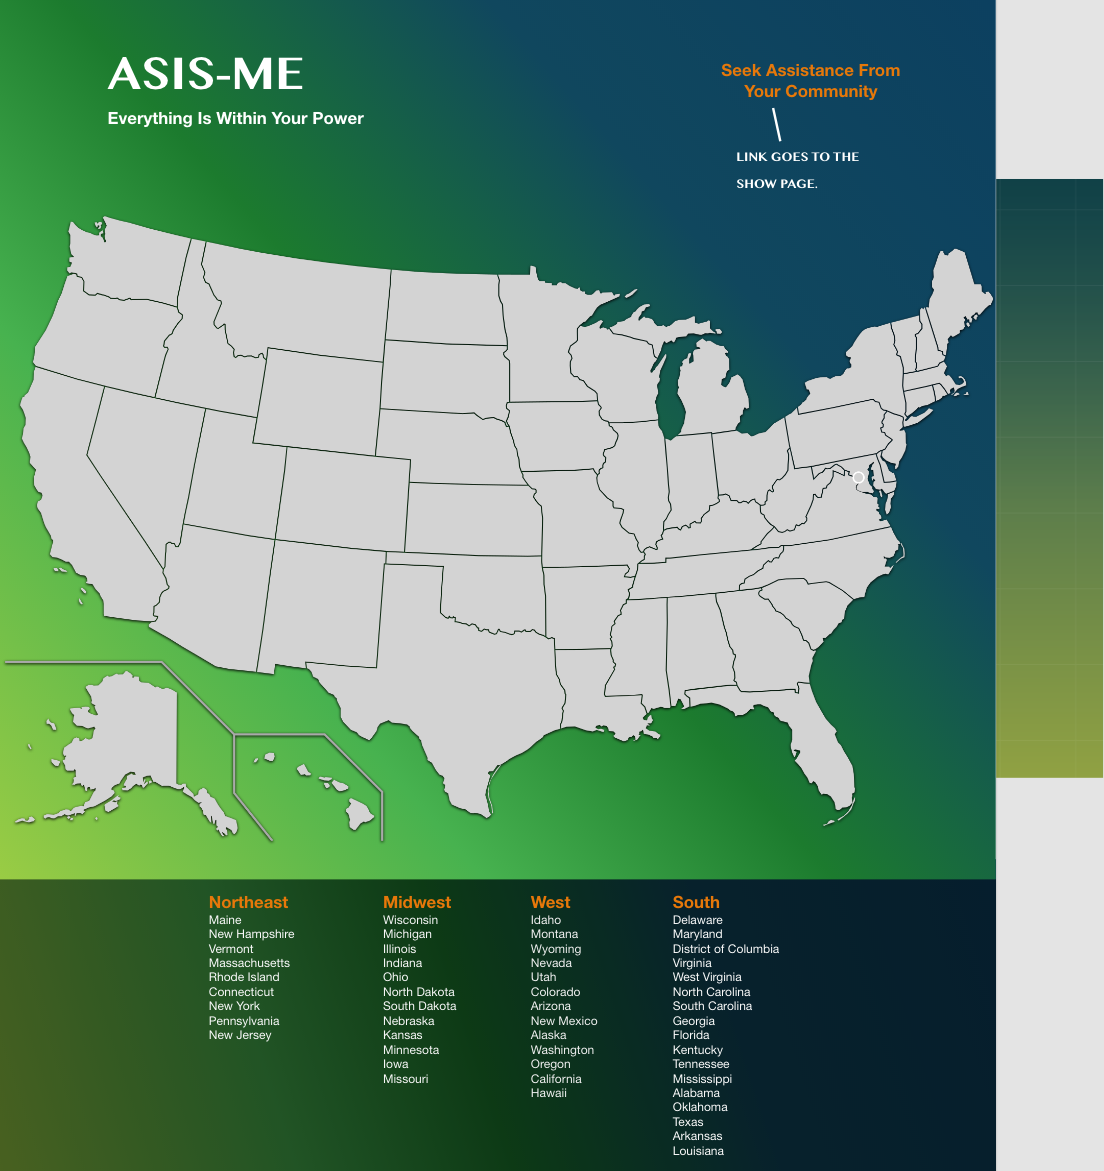 ASIS-ME
Everything Is Within Your Power
Seek Assistance From
Your Community
LINK GOES TO THE
SHOW PAGE.
Northeast
Maine
New Hampshire
Vermont
Massachusetts
Rhode Island
Connecticut
New York
Pennsylvania
New Jersey
Midwest
Wisconsin
Michigan
Illinois
Indiana
Ohio
North Dakota
South Dakota
Nebraska
Kansas
Minnesota
Iowa
Missouri
West
Idaho
Montana
Wyoming
Nevada
Utah
Colorado
Arizona
New Mexico
Alaska
Washington
Oregon
California
Hawaii
South
Delaware
Maryland
District of Columbia
Virginia
West Virginia
North Carolina
South Carolina
Georgia
Florida
Kentucky
Tennessee
Mississippi
Alabama
Oklahoma
Texas
Arkansas
Louisiana